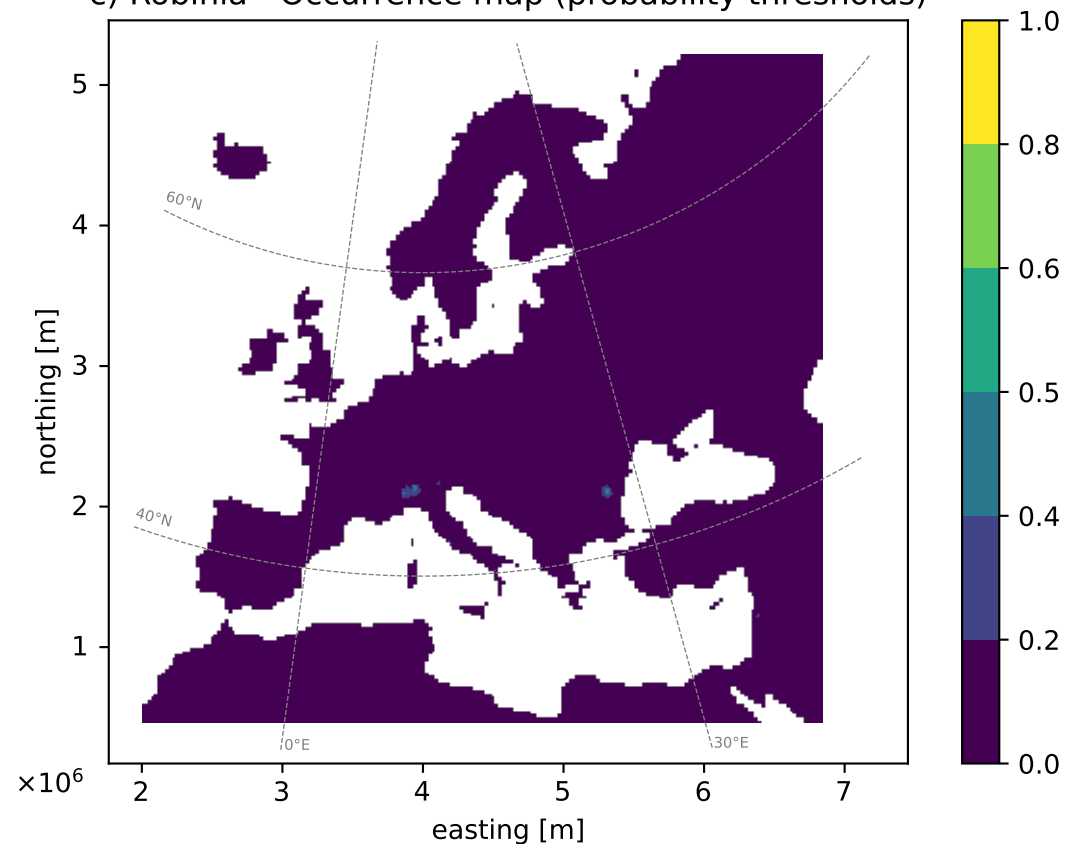 c) Robinia - Occurrence map (probability thresholds)
1.0
5
60°N
0.8
4
0.6
northing [m]
3
0.5
2
40°N
0.4
1
0.2
0°E
30°E
0.0
×10⁶
2 3 4 5 6 7
easting [m]